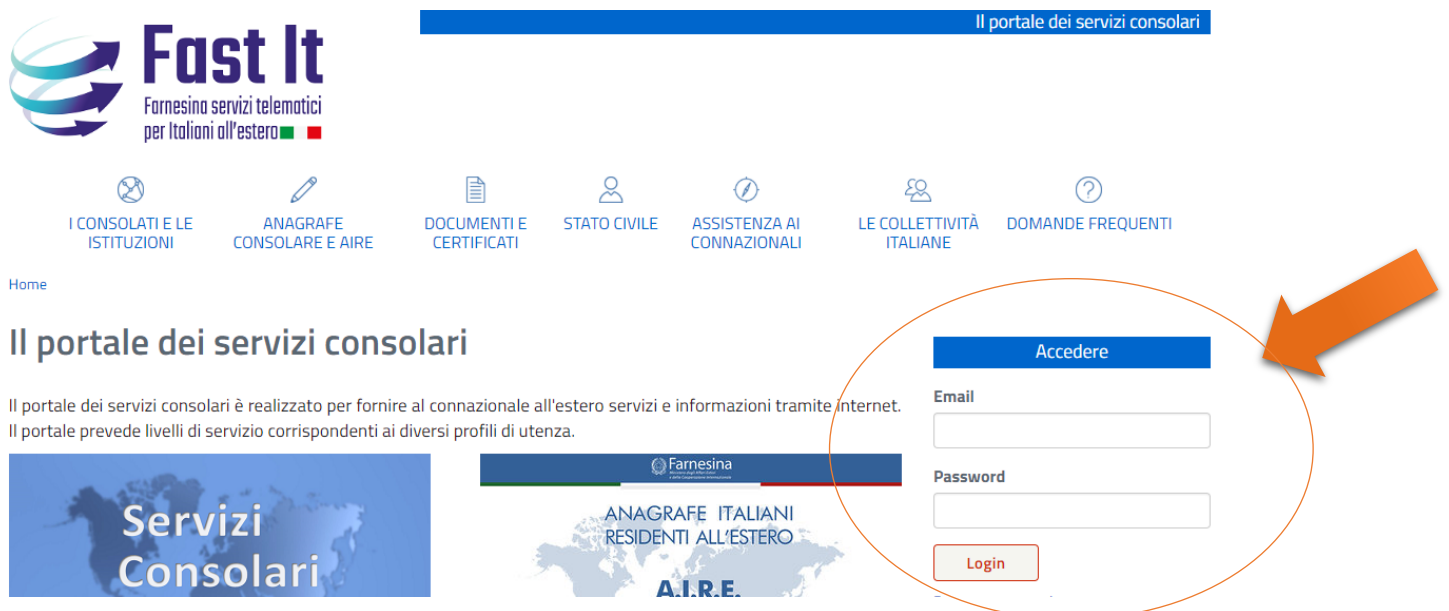 Il portale dei servizi consolari
Fast It
Farnesina servizi telematici
per Italiani all'estero
I CONSOLATI E LE
ISTITUZIONI
ANAGRAFE
CONSOLARE E AIRE
DOCUMENTI E
CERTIFICATI
STATO CIVILE
ASSISTENZA AI
CONNAZIONALI
LE COLLETTIVITÀ
ITALIANE
DOMANDE FREQUENTI
Home
Il portale dei servizi consolari
Il portale dei servizi consolari è realizzato per fornire al connazionale all'estero servizi e informazioni tramite internet.
Il portale prevede livelli di servizio corrispondenti ai diversi profili di utenza.
Servizi
Consolari
Farnesina
ANAGRAFE ITALIANI
RESIDENTI ALL'ESTERO
A.I.R.E.
Accedere
Email
Password
Login